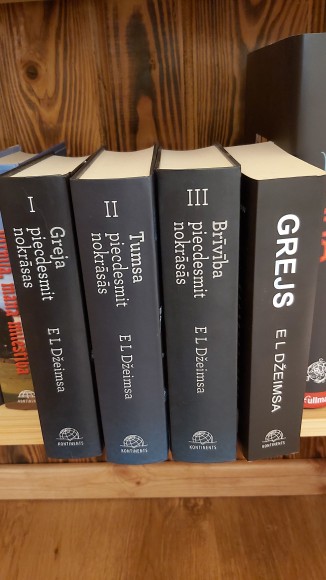 I
Greja
piecdesmit
nokrāsās
E L Džeimsa
KONTINENTS
II
Tumsa
piecdesmit
nokrāsās
E L Džeimsa
KONTINENTS
III
Brīvība
piecdesmit
nokrāsās
E L Džeimsa
KONTINENTS
GREJS
E L DŽEIMSA
KONTINENTS